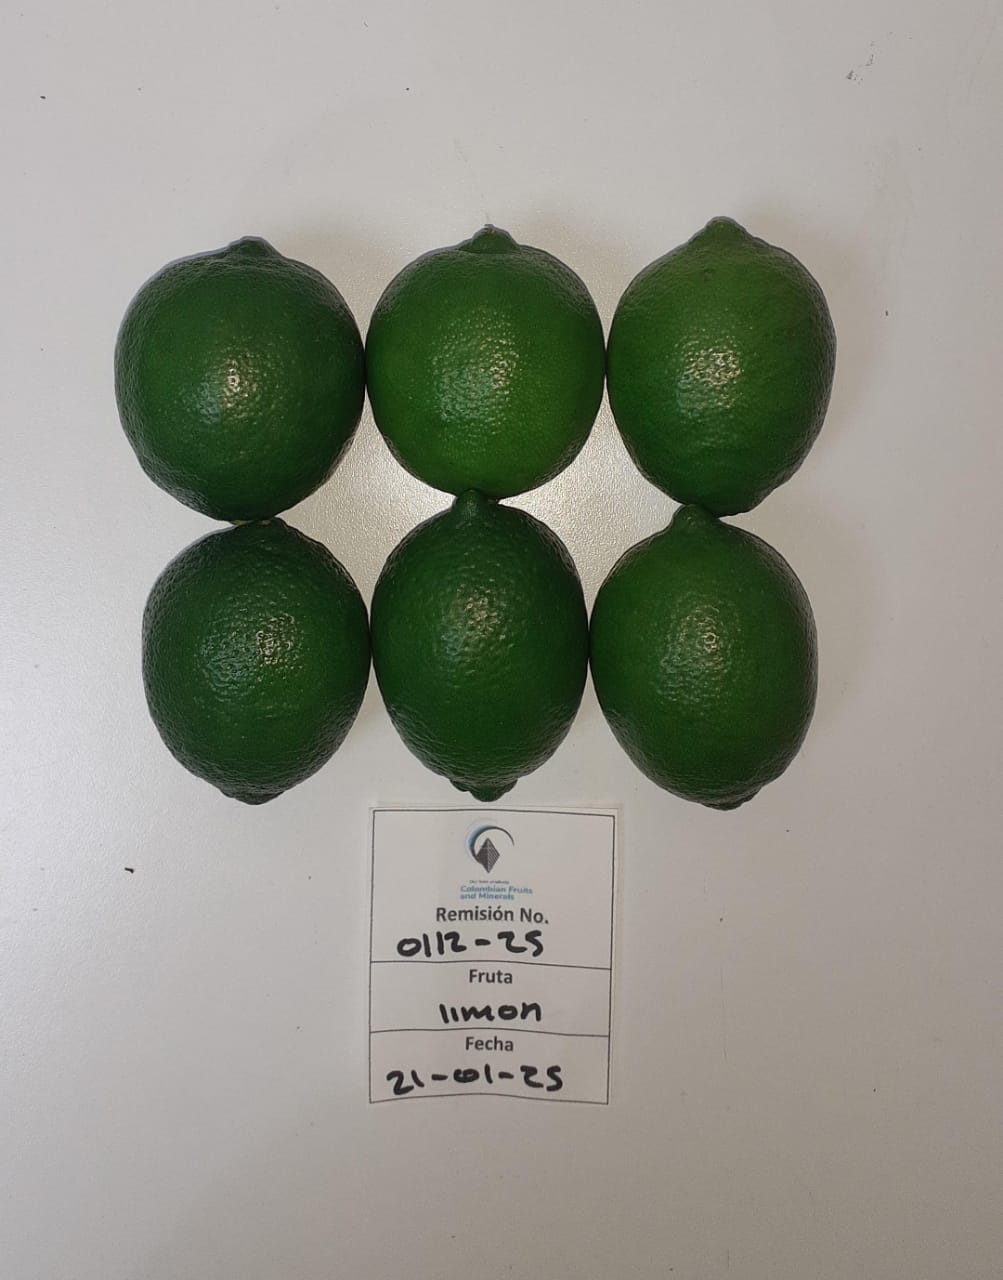 Colombian Fruits
and Minerals
Remisión No.
0112-25
Fruta
limon
Fecha
21-01-25